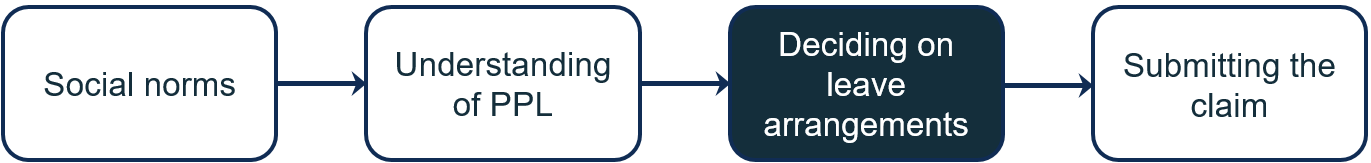 Social norms
Understanding
of PPL
Deciding on
leave
arrangements
Submitting the
claim